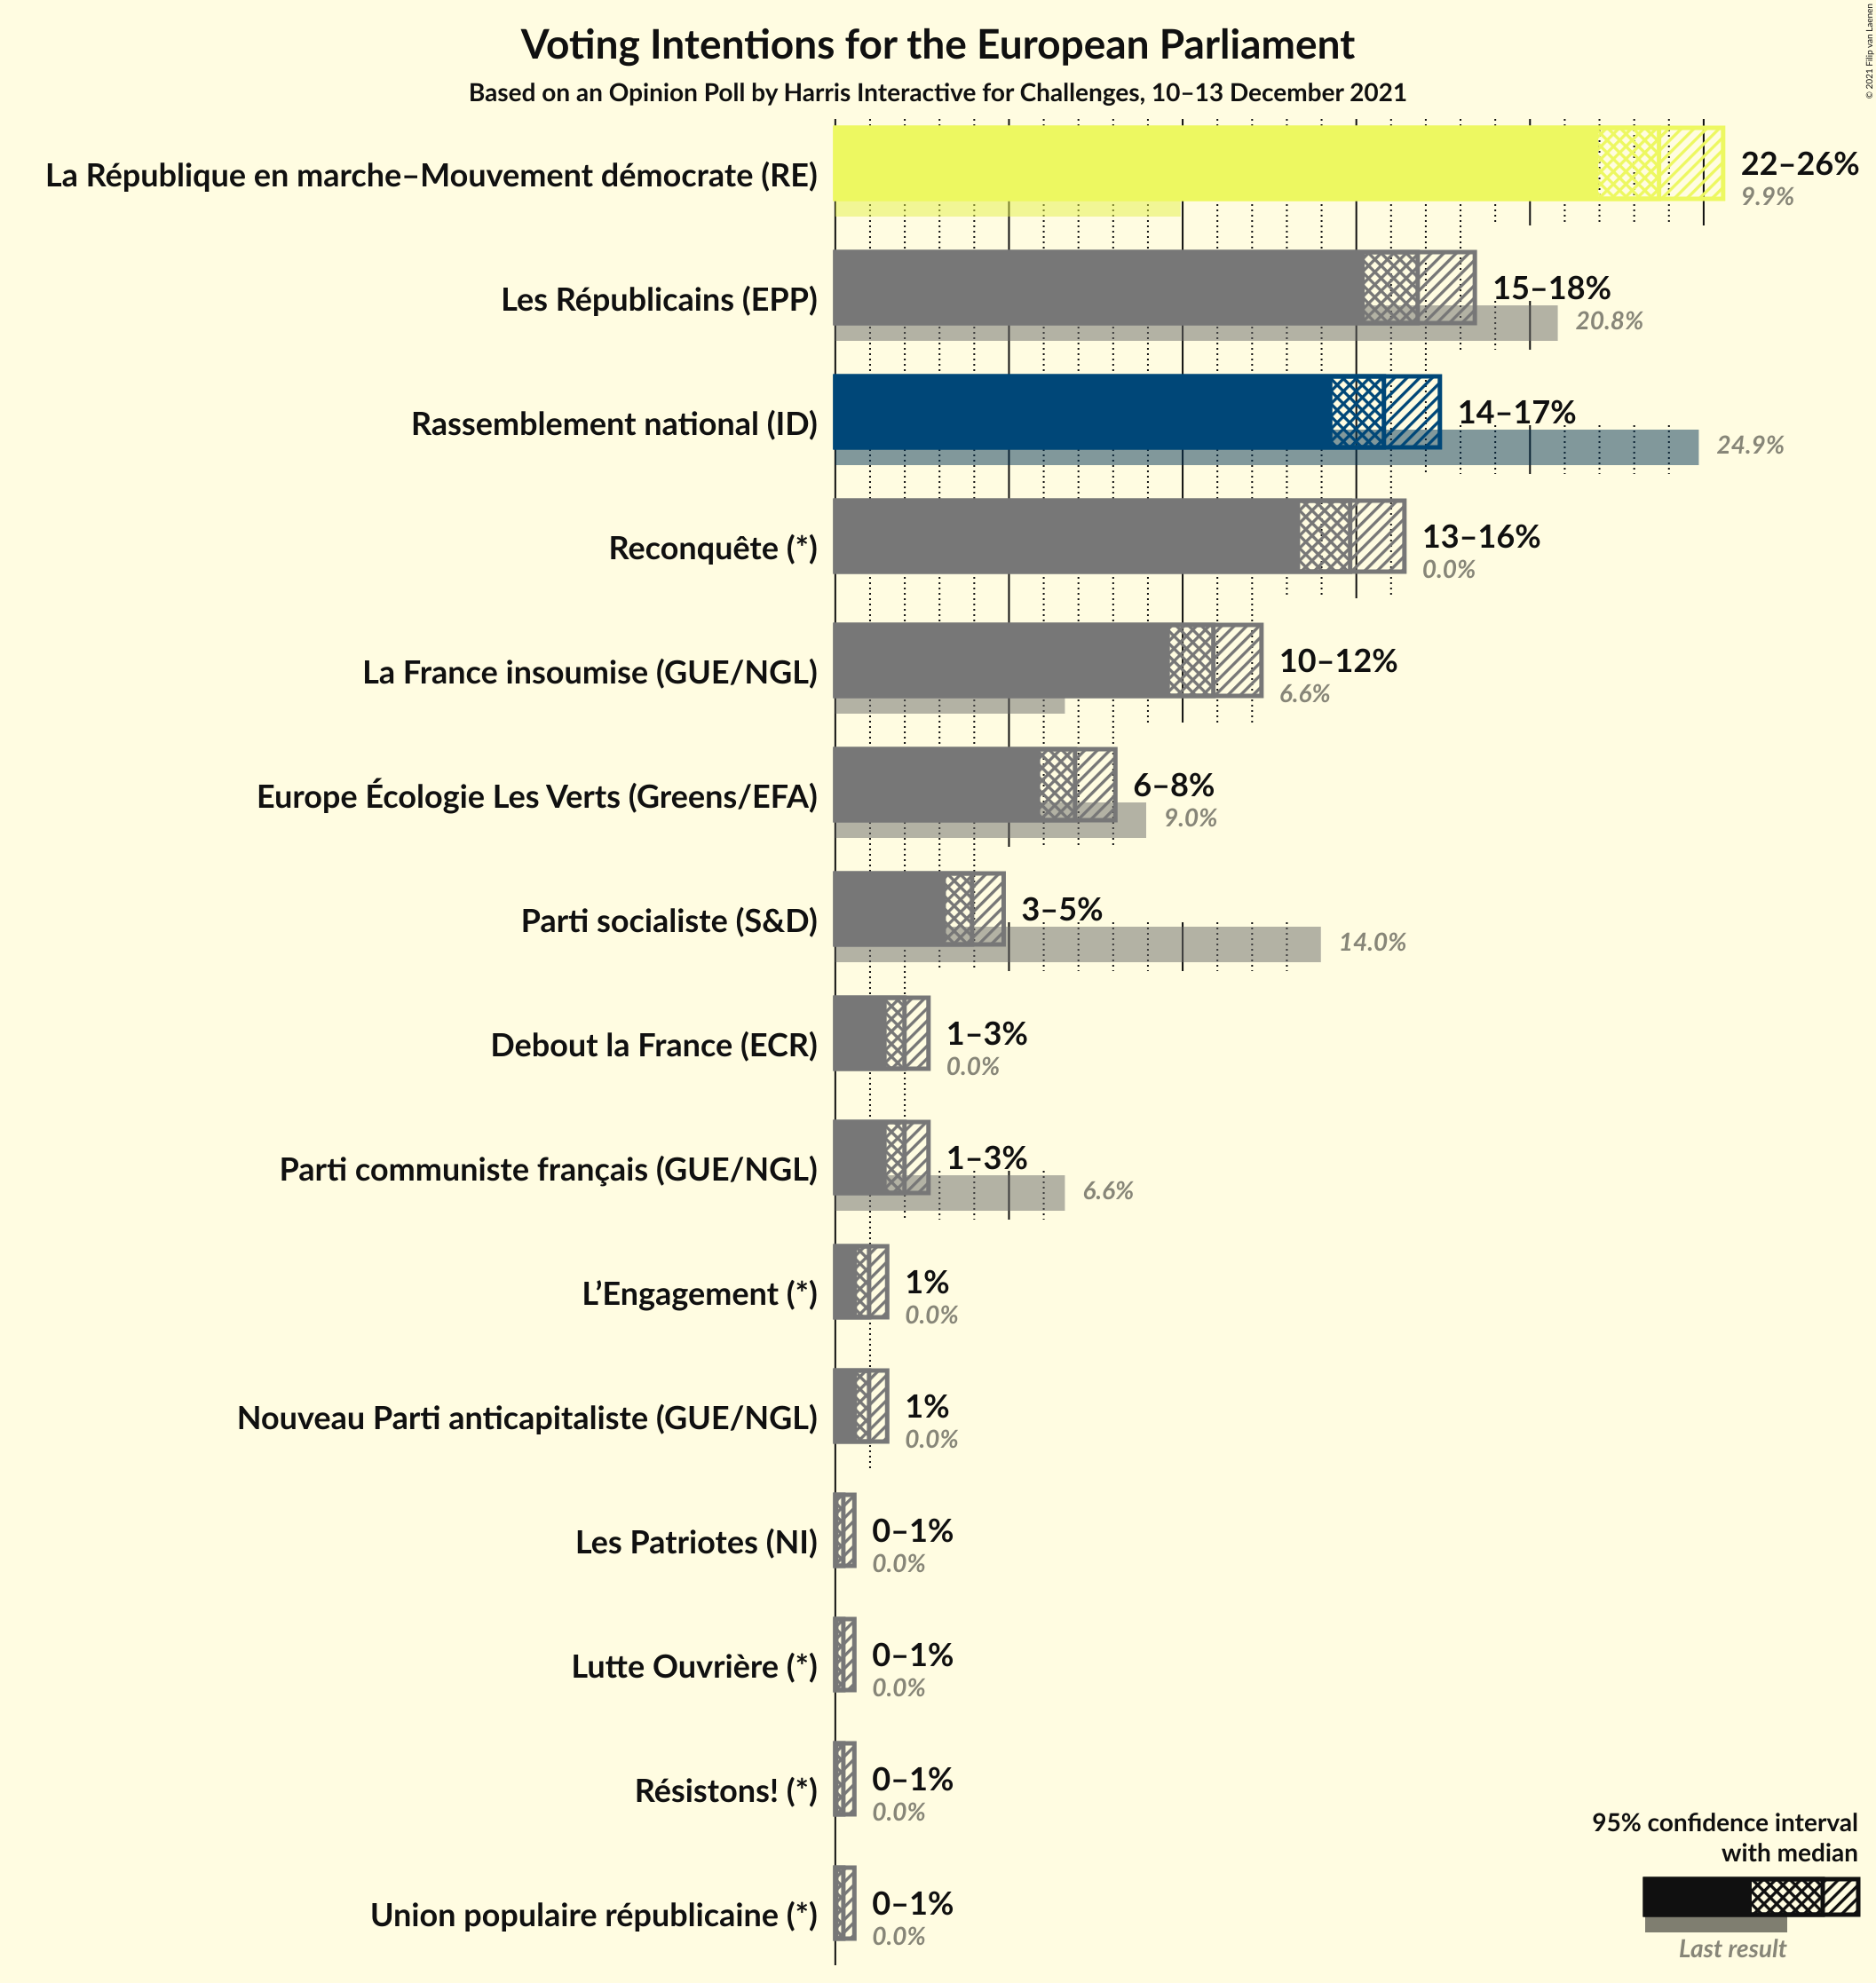 © 2021 Filip van Laenen
Voting Intentions for the European Parliament
Based on an Opinion Poll by Harris Interactive for Challenges, 10–13 December 2021
La République en marche–Mouvement démocrate (RE)
22–26%
9.9%
Les Républicains (EPP)
15–18%
20.8%
Rassemblement national (ID)
14–17%
24.9%
Reconquête (*)
13–16%
0.0%
La France insoumise (GUE/NGL)
10–12%
6.6%
Europe Écologie Les Verts (Greens/EFA)
6–8%
9.0%
Parti socialiste (S&D)
3–5%
14.0%
Debout la France (ECR)
1–3%
0.0%
Parti communiste français (GUE/NGL)
1–3%
6.6%
L’Engagement (*)
1%
0.0%
Nouveau Parti anticapitaliste (GUE/NGL)
1%
0.0%
Les Patriotes (NI)
0–1%
0.0%
Lutte Ouvrière (*)
0–1%
0.0%
Résistons! (*)
0–1%
0.0%
Union populaire républicaine (*)
0–1%
0.0%
95% confidence interval
with median
Last result